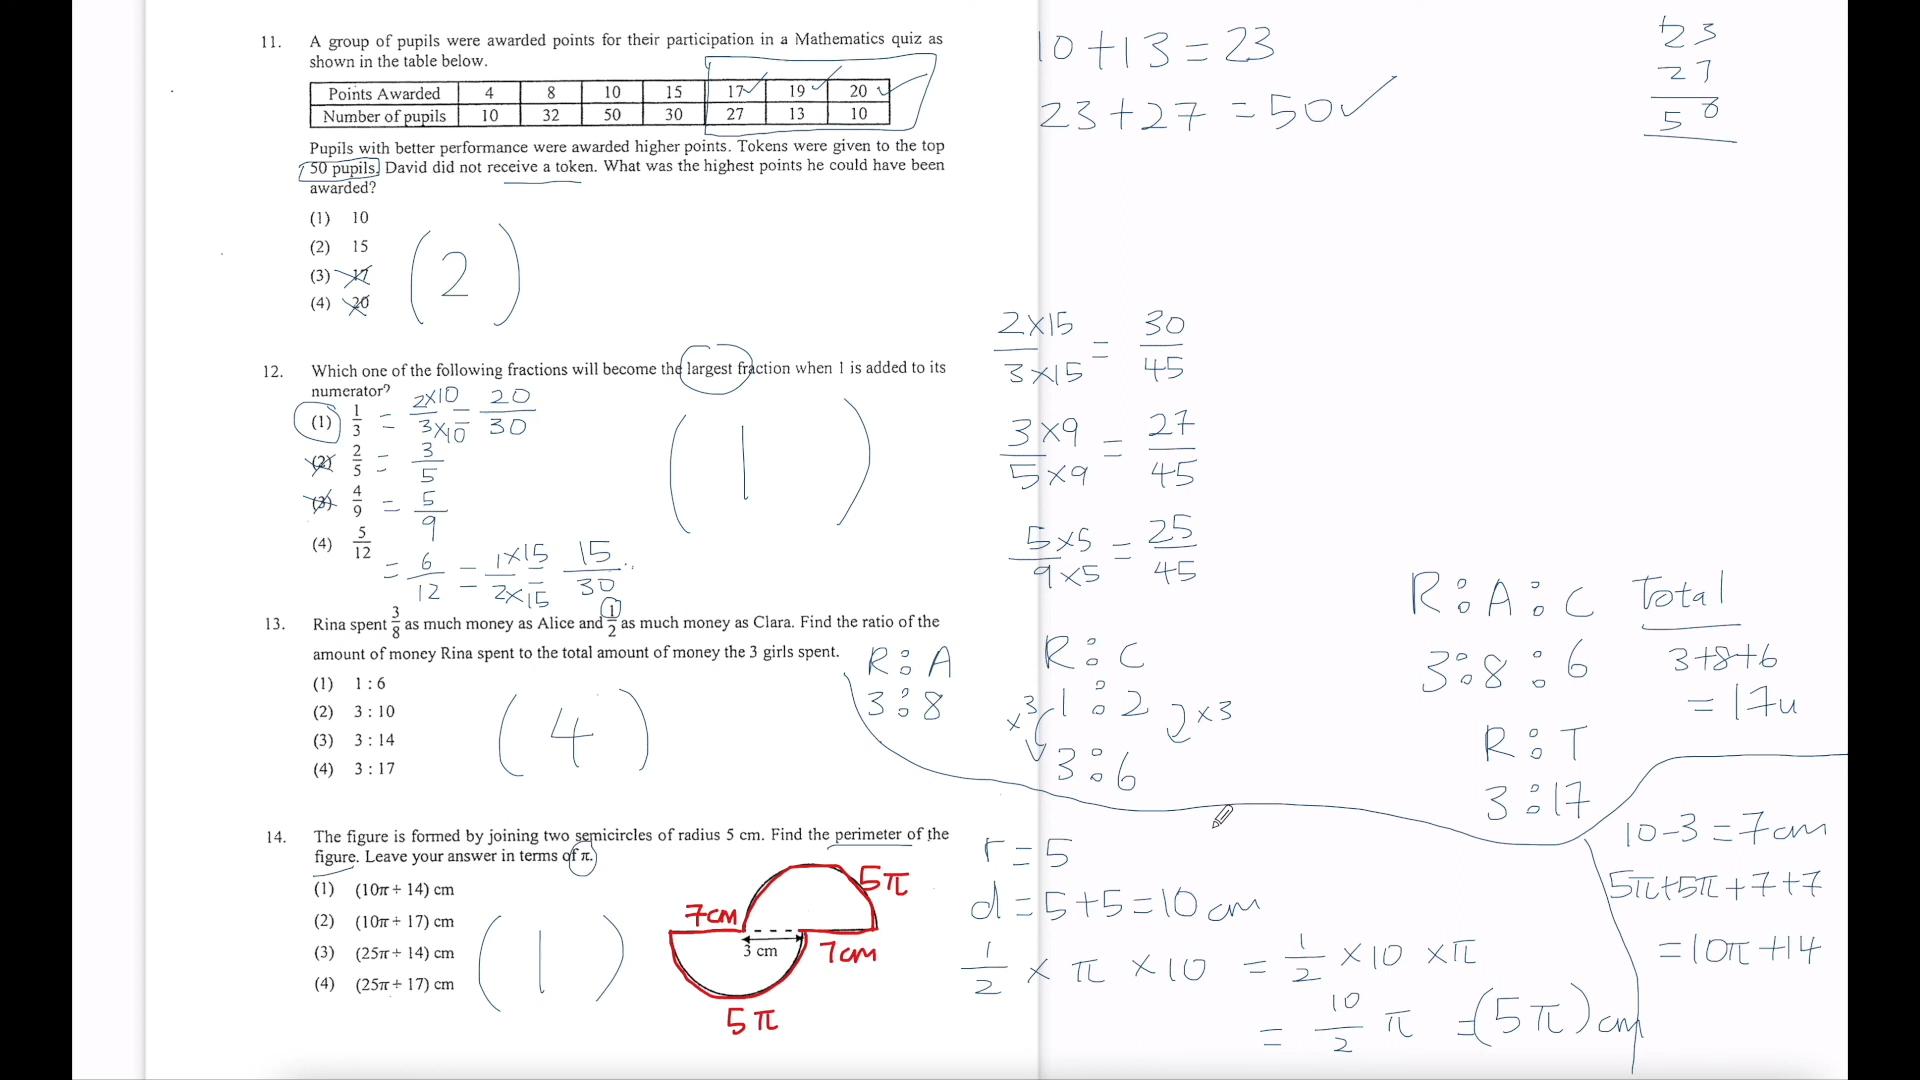 11. A group of pupils were awarded points for their participation in a Mathematics quiz as
shown in the table below.
Points Awarded 4 8 10 15 17 19 20
Number of pupils 10 32 50 30 27 13 10
Pupils with better performance were awarded higher points. Tokens were given to the top
50 pupils. David did not receive a token. What was the highest points he could have been
awarded?
(1) 10
(2) 15
(3) 17
(4) 20
(2)
10 + 13 = 23
23 + 27 = 50 ✓
23
27
50
12. Which one of the following fractions will become the largest fraction when 1 is added to its
numerator?
(1) 1/3 = 2×10/3×10 = 20/30
(2) 2/5 = 3/5
(3) 4/9 = 5/9
(4) 5/12 = 6/12 = 1×15/2×15 = 15/30
(1)
2×15/3×15 = 30/45
3×9/5×9 = 27/45
5×5/9×5 = 25/45
13. Rina spent 3/8 as much money as Alice and 1/2 as much money as Clara. Find the ratio of the
amount of money Rina spent to the total amount of money the 3 girls spent.
(1) 1 : 6
(2) 3 : 10
(3) 3 : 14
(4) 3 : 17
(4)
R : A
3 : 8
R : C
×3 1 : 2 ×3
3 : 6
R : A : C Total
3 : 8 : 6 3+8+6
= 17u
R : T
3 : 17
14. The figure is formed by joining two semicircles of radius 5 cm. Find the perimeter of the
figure. Leave your answer in terms of π.
(1) (10π + 14) cm
(2) (10π + 17) cm
(3) (25π + 14) cm
(4) (25π + 17) cm
(1)
5π
7cm
3 cm
7cm
5π
r = 5
d = 5+5 = 10 cm
1/2 × π × 10 = 1/2 × 10 × π
= 10/2 π = (5π) cm
10 - 3 = 7cm
5π+5π+7+7
= 10π + 14